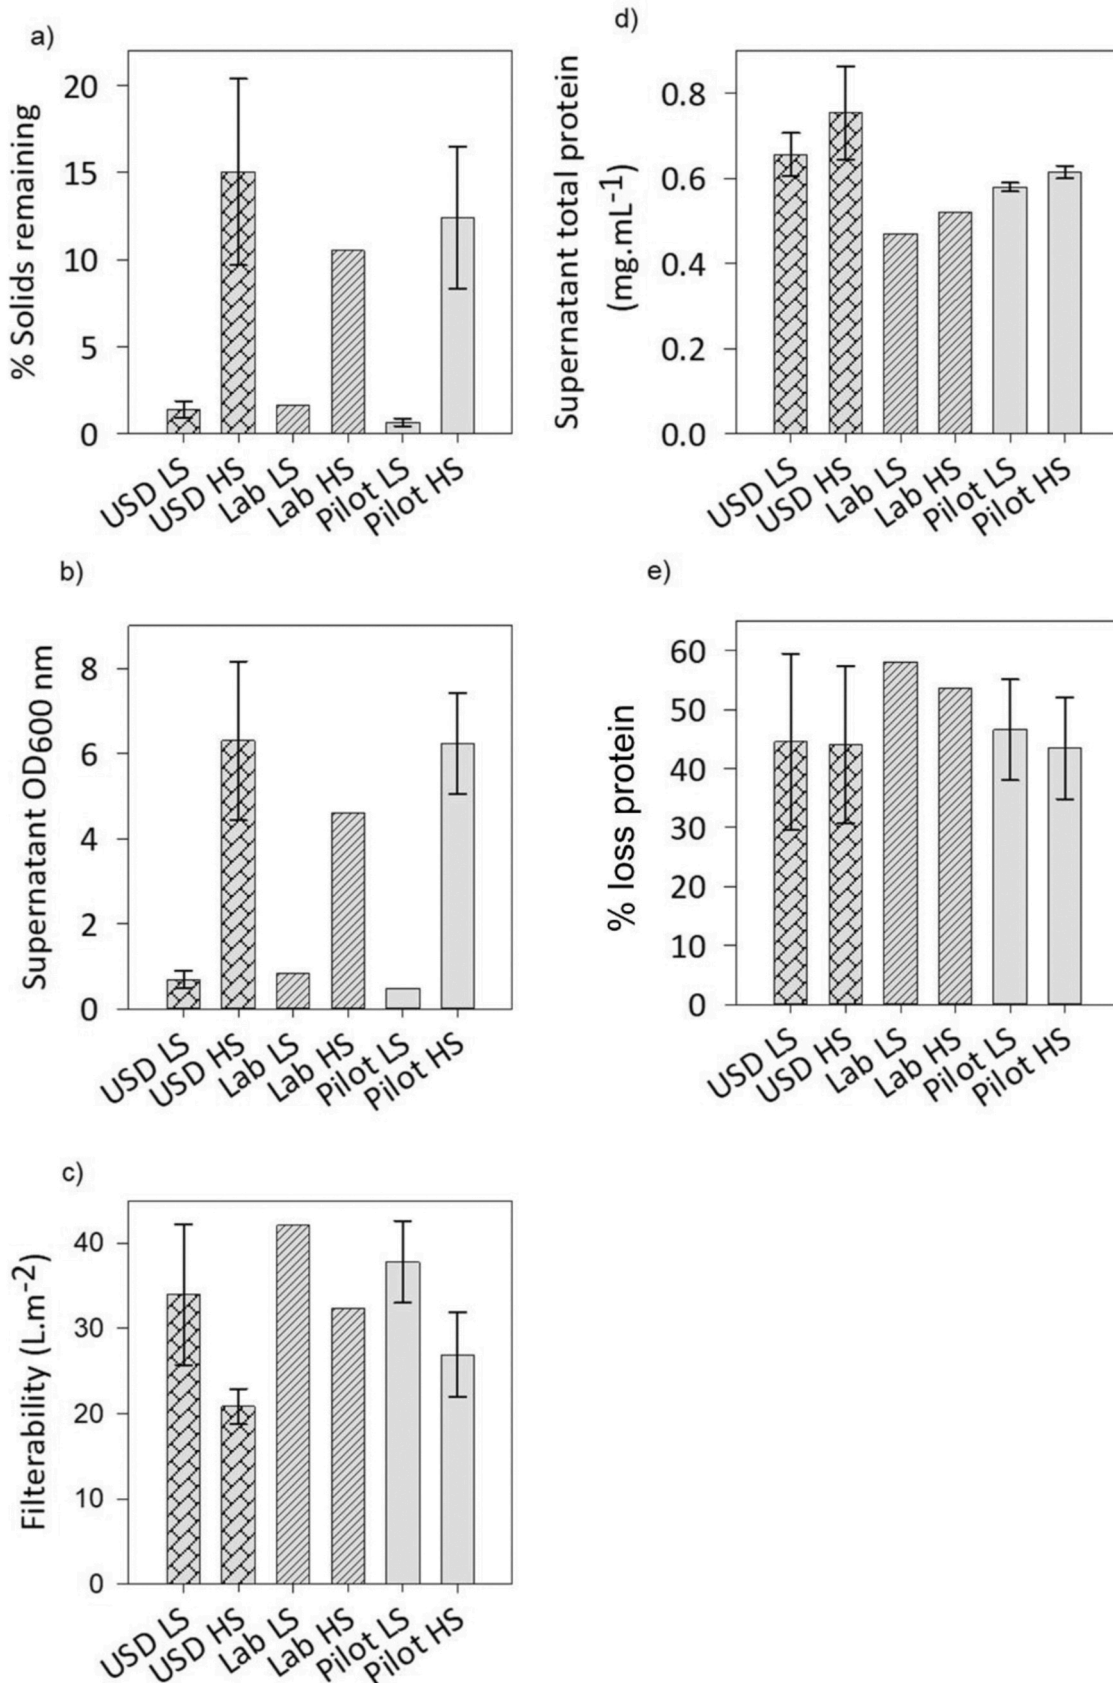 a)
% Solids remaining
20
15
10
5
0
USD LS
USD HS
Lab LS
Lab HS
Pilot LS
Pilot HS
b)
Supernatant OD600 nm
8
6
4
2
0
USD LS
USD HS
Lab LS
Lab HS
Pilot LS
Pilot HS
c)
Filterability (L.m-2)
40
30
20
10
0
USD LS
USD HS
Lab LS
Lab HS
Pilot LS
Pilot HS
d)
Supernatant total protein
(mg.mL-1)
0.8
0.6
0.4
0.2
0.0
USD LS
USD HS
Lab LS
Lab HS
Pilot LS
Pilot HS
e)
% loss protein
60
50
40
30
20
10
0
USD LS
USD HS
Lab LS
Lab HS
Pilot LS
Pilot HS